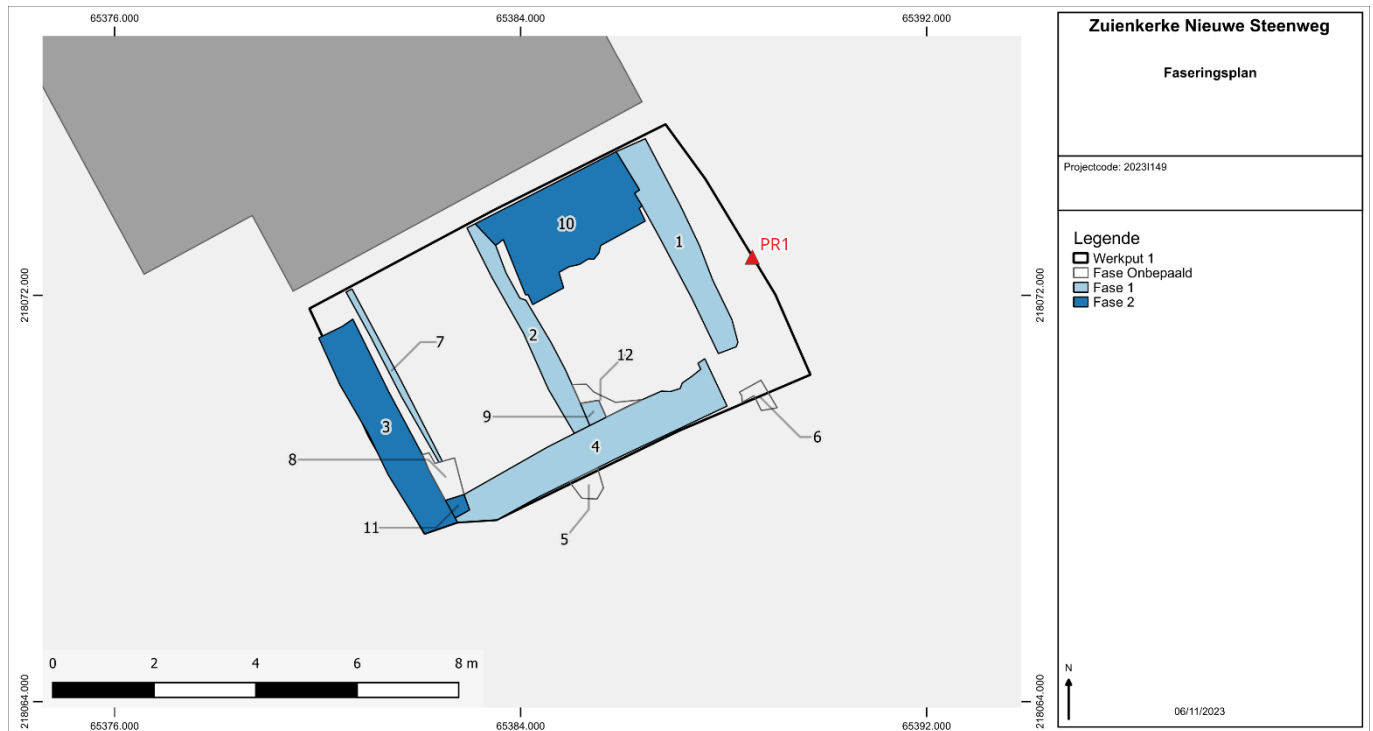 65376.000
65384.000
65392.000
Zuienkerke Nieuwe Steenweg
Faseringsplan
Projectcode: 2023I149
Legende
Werkput 1
Fase Onbepaald
Fase 1
Fase 2
10
1
PR1
218072.000
218072.000
7
2
12
3
9
4
6
8
11
5
0 2 4 6 8 m
218064.000
218064.000
N
65376.000
65384.000
65392.000
06/11/2023